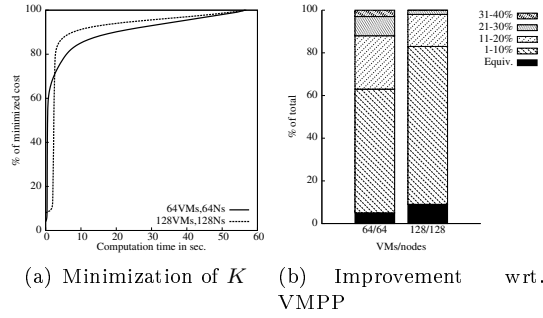 100
80
60
40
20
0
% of minimized cost
64VMs,64Ns
128VMs,128Ns
0 10 20 30 40 50 60
Computation time in sec.
(a) Minimization of K
100
80
60
40
20
0
% of total
31-40%
21-30%
11-20%
1-10%
Equiv.
64/64 128/128
VMs/nodes
(b) Improvement wrt.
VMPP